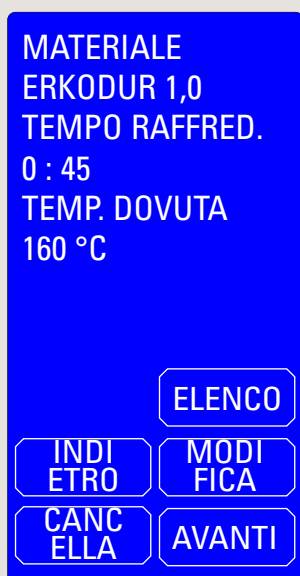 MATERIALE
ERKODUR 1,0
TEMPO RAFFRED.
0 : 45
TEMP. DOVUTA
160 °C
ELENCO
INDI
ETRO
MODI
FICA
CANC
ELLA
AVANTI